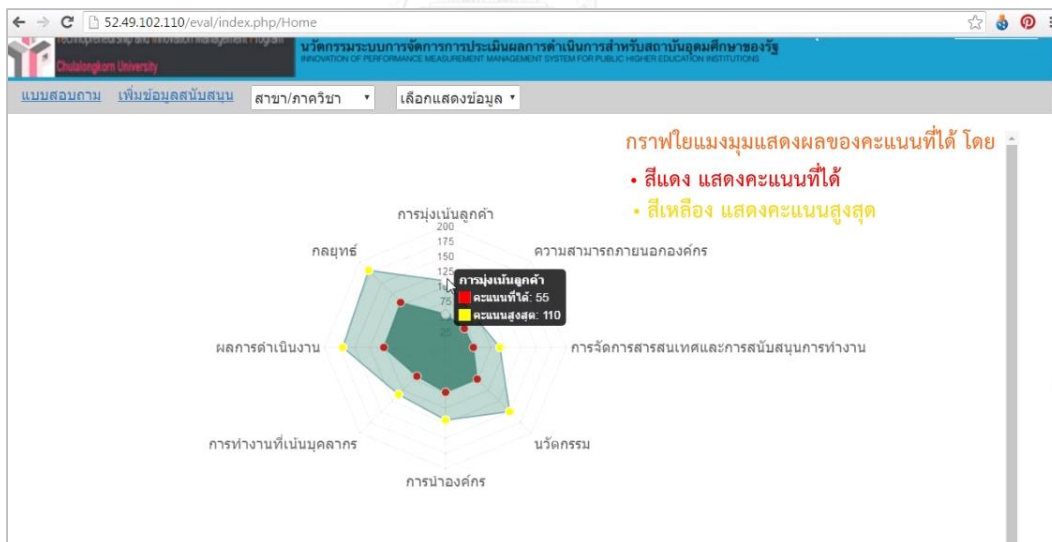 52.49.102.110/eval/index.php/Home
Technopreneurship and Innovation Management Program
Chulalongkorn University
นวัตกรรมระบบการจัดการการประเมินผลการดำเนินการสำหรับสถาบันอุดมศึกษาของรัฐ
INNOVATION OF PERFORMANCE MEASUREMENT MANAGEMENT SYSTEM FOR PUBLIC HIGHER EDUCATION INSTITUTIONS
แบบสอบถาม เพิ่มข้อมูลสนับสนุน สาขา/ภาควิชา เลือกแสดงข้อมูล
กราฟใยแมงมุมแสดงผลของคะแนนที่ได้ โดย
• สีแดง แสดงคะแนนที่ได้
• สีเหลือง แสดงคะแนนสูงสุด
การมุ่งเน้นลูกค้า
200
175
150
125
75
25
กลยุทธ์
ความสามารถภายนอกองค์กร
การมุ่งเน้นลูกค้า
คะแนนที่ได้: 55
คะแนนสูงสุด: 110
ผลการดำเนินงาน
การจัดการสารสนเทศและการสนับสนุนการทำงาน
การทำงานที่เน้นบุคลากร
นวัตกรรม
การนำองค์กร